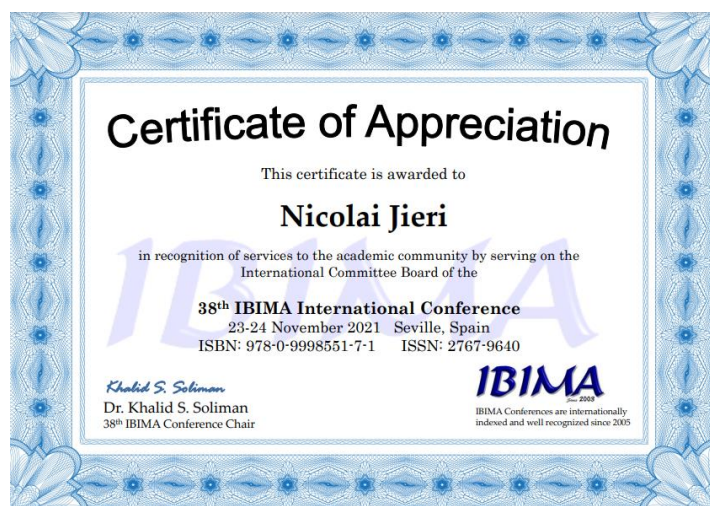 Certificate of Appreciation
This certificate is awarded to
Nicolai Jieri
in recognition of services to the academic community by serving on the
International Committee Board of the
IBIMA
38th IBIMA International Conference
23-24 November 2021 Seville, Spain
ISBN: 978-0-9998551-7-1 ISSN: 2767-9640
Khalid S. Soliman
Dr. Khalid S. Soliman
38th IBIMA Conference Chair
IBIMA
Since 2003
IBIMA Conferences are internationally
indexed and well recognized since 2005